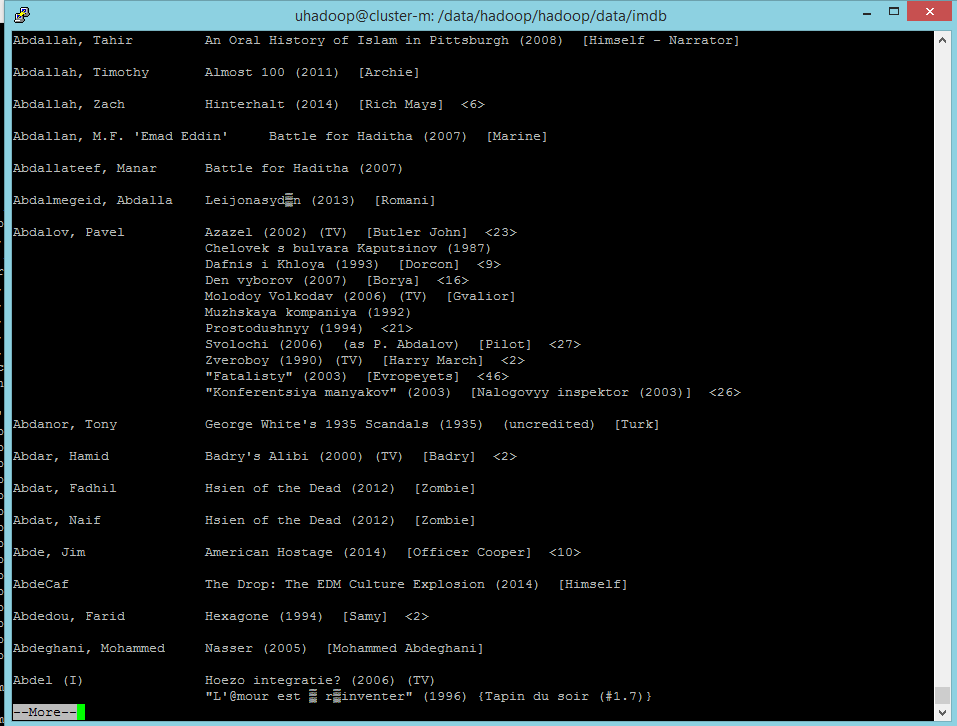 uhadoop@cluster-m: /data/hadoop/hadoop/data/imdb
Abdallah, Tahir An Oral History of Islam in Pittsburgh (2008) [Himself - Narrator]
Abdallah, Timothy Almost 100 (2011) [Archie]
Abdallah, Zach Hinterhalt (2014) [Rich Mays] <6>
Abdallan, M.F. 'Emad Eddin' Battle for Haditha (2007) [Marine]
Abdallateef, Manar Battle for Haditha (2007)
Abdalmegeid, Abdalla Leijonasyd▒n (2013) [Romani]
Abdalov, Pavel Azazel (2002) (TV) [Butler John] <23>
Chelovek s bulvara Kaputsinov (1987)
Dafnis i Khloya (1993) [Dorcon] <9>
Den vyborov (2007) [Borya] <16>
Molodoy Volkodav (2006) (TV) [Gvalior]
Muzhskaya kompaniya (1992)
Prostodushnyy (1994) <21>
Svolochi (2006) (as P. Abdalov) [Pilot] <27>
Zveroboy (1990) (TV) [Harry March] <2>
"Fatalisty" (2003) [Evropeyets] <46>
"Konferentsiya manyakov" (2003) [Nalogovyy inspektor (2003)] <26>
Abdanor, Tony George White's 1935 Scandals (1935) (uncredited) [Turk]
Abdar, Hamid Badry's Alibi (2000) (TV) [Badry] <2>
Abdat, Fadhil Hsien of the Dead (2012) [Zombie]
Abdat, Naif Hsien of the Dead (2012) [Zombie]
Abde, Jim American Hostage (2014) [Officer Cooper] <10>
AbdeCaf The Drop: The EDM Culture Explosion (2014) [Himself]
Abdedou, Farid Hexagone (1994) [Samy] <2>
Abdeghani, Mohammed Nasser (2005) [Mohammed Abdeghani]
Abdel (I) Hoezo integratie? (2006) (TV)
"L'@mour est ▒ r▒inventer" (1996) {Tapin du soir (#1.7)}
--More--